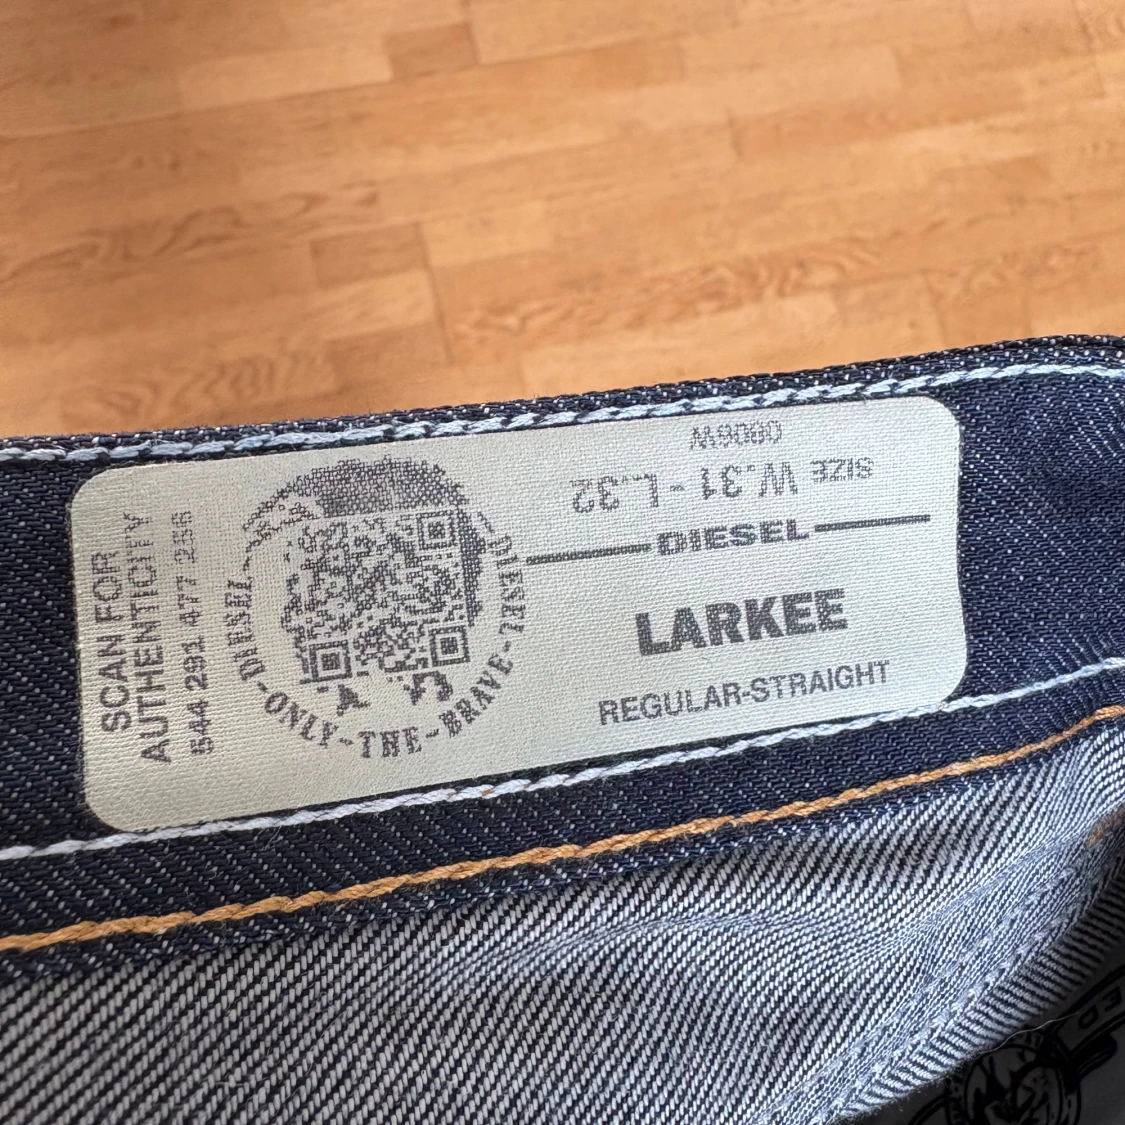 SCAN FOR
AUTHENTICITY
544 291 477 256
DIESEL-ONLY-THE-BRAVE-DIESEL
SIZE W.31 - L.32
DIESEL
LARKEE
REGULAR-STRAIGHT